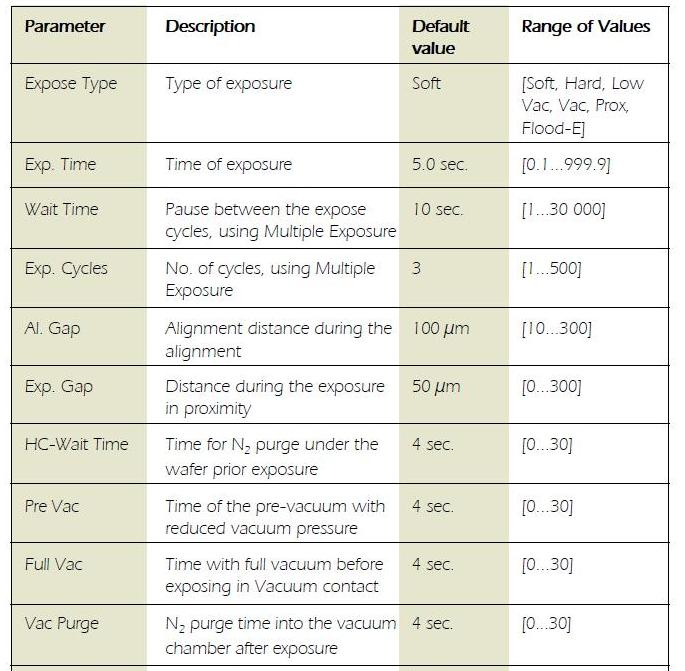 Parameter Description Default value Range of Values
Expose Type Type of exposure Soft [Soft, Hard, Low Vac, Vac, Prox, Flood-E]
Exp. Time Time of exposure 5.0 sec. [0.1...999.9]
Wait Time Pause between the expose cycles, using Multiple Exposure 10 sec. [1...30 000]
Exp. Cycles No. of cycles, using Multiple Exposure 3 [1...500]
Al. Gap Alignment distance during the alignment 100 µm [10...300]
Exp. Gap Distance during the exposure in proximity 50 µm [0...300]
HC-Wait Time Time for N₂ purge under the wafer prior exposure 4 sec. [0...30]
Pre Vac Time of the pre-vacuum with reduced vacuum pressure 4 sec. [0...30]
Full Vac Time with full vacuum before exposing in Vacuum contact 4 sec. [0...30]
Vac Purge N₂ purge time into the vacuum chamber after exposure 4 sec. [0...30]